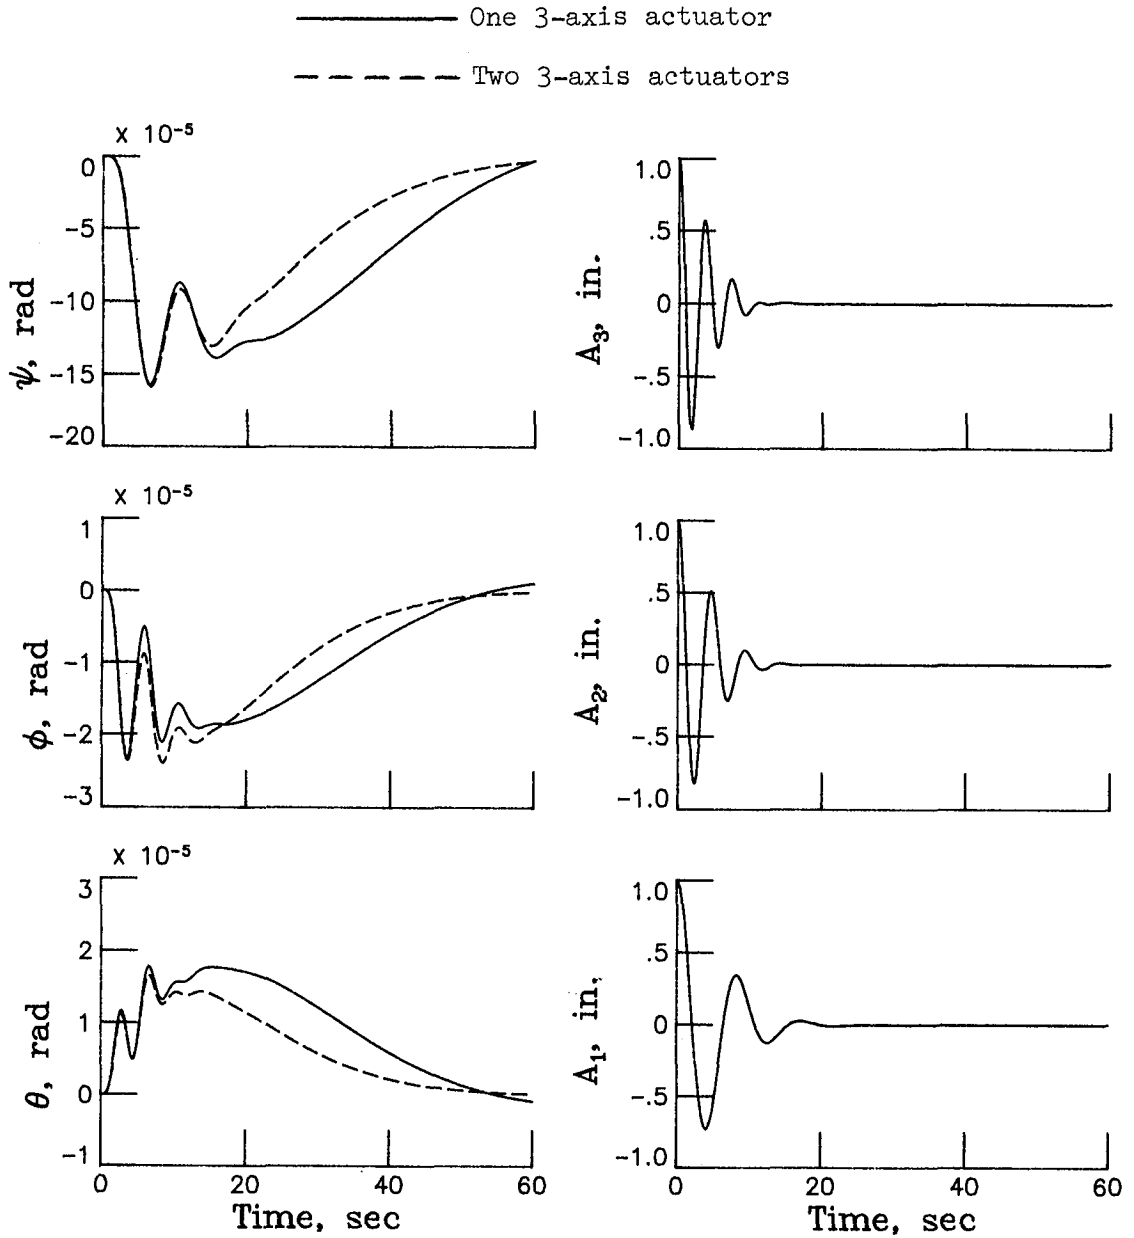 One 3-axis actuator
Two 3-axis actuators
X 10-5
0
-5
-10
-15
-20
ψ, rad
1.0
.5
0
-.5
-1.0
A3, in.
X 10-5
1
0
-1
-2
-3
ϕ, rad
1.0
.5
0
-.5
-1.0
A2, in.
X 10-5
3
2
1
0
-1
θ, rad
0
20
40
60
Time, sec
1.0
.5
0
-.5
-1.0
A1, in.
0
20
40
60
Time, sec